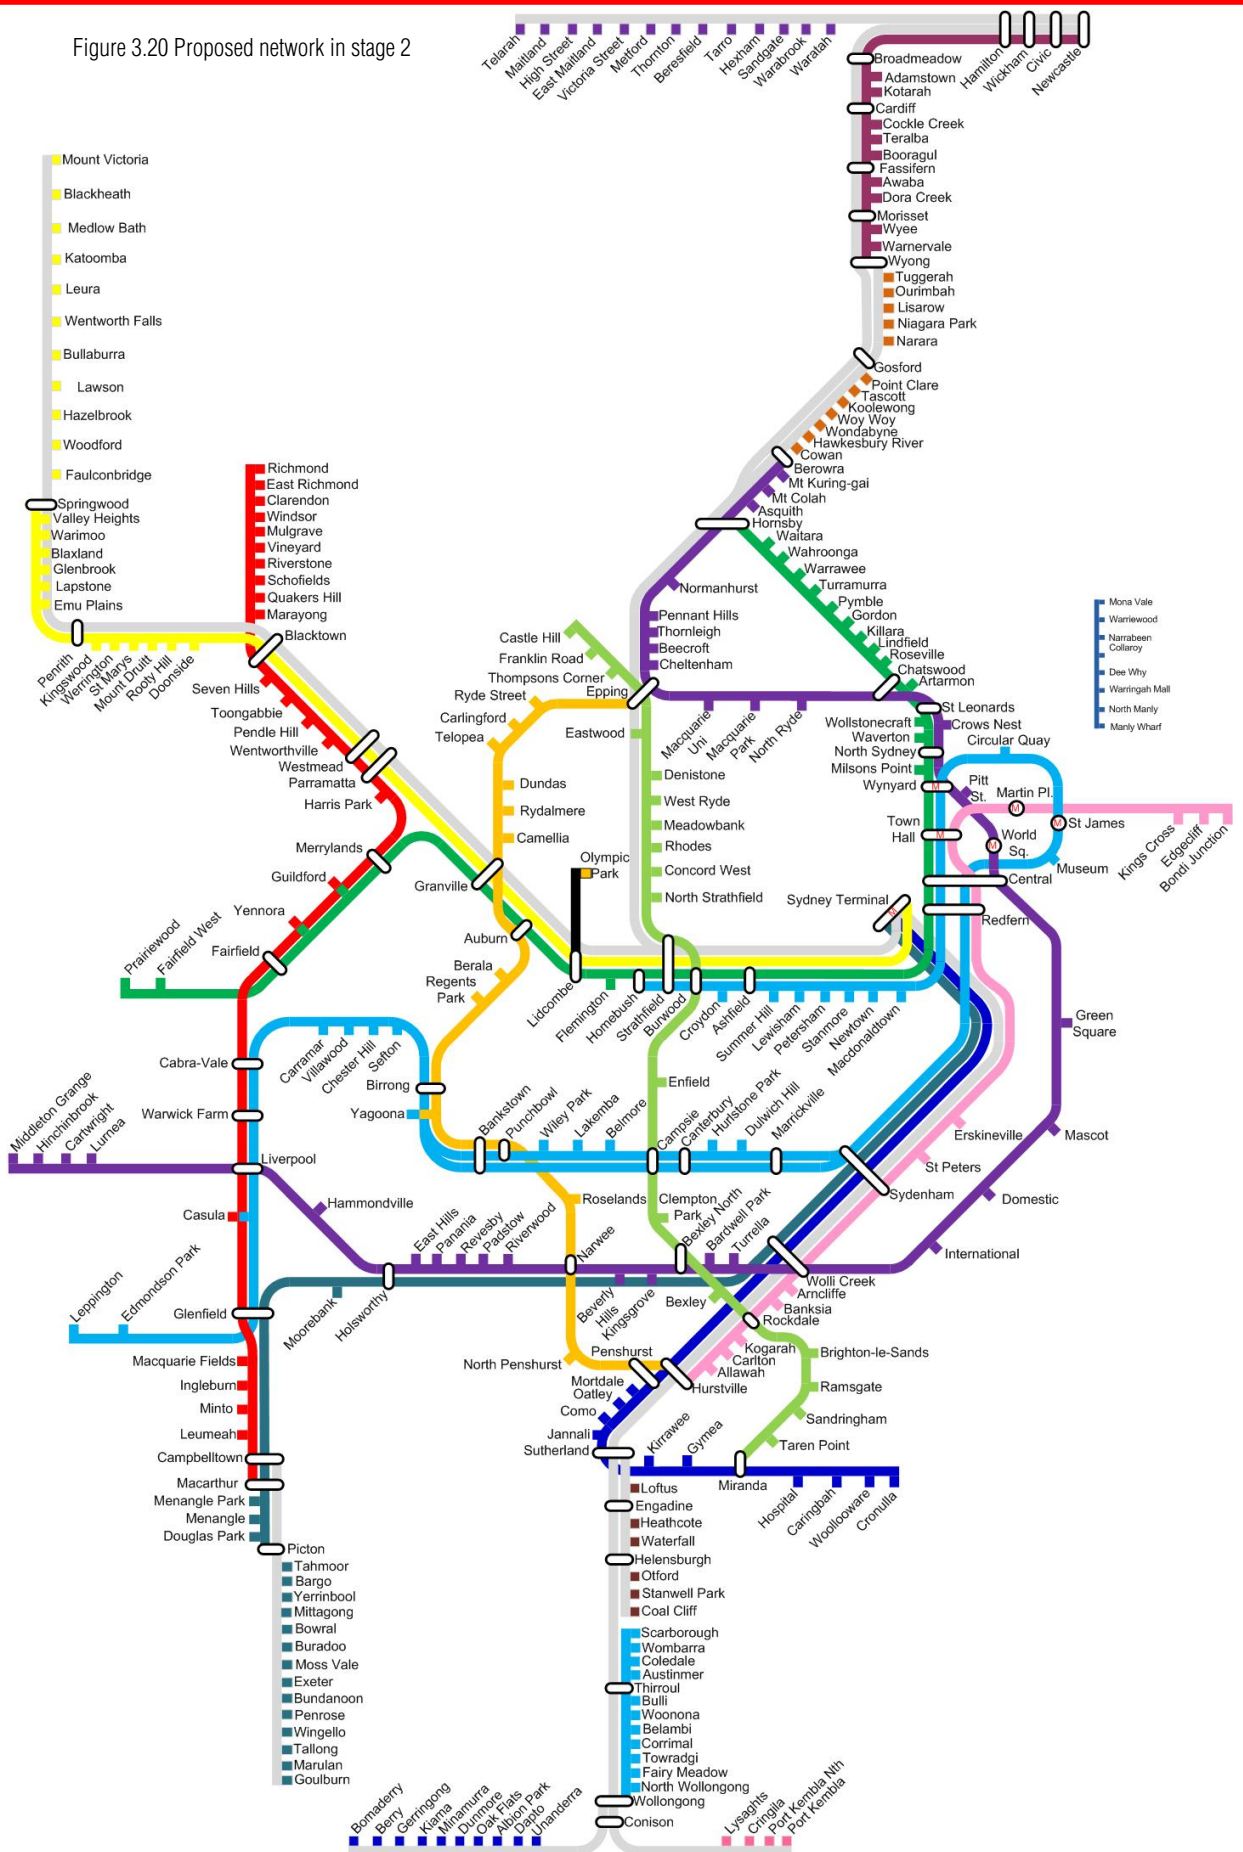 Figure 3.20 Proposed network in stage 2
Telarah
Maitland
High Street
East Maitland
Victoria Street
Metford
Thornton
Beresfield
Tarro
Hexham
Sandgate
Warabrook
Waratah
Hamilton
Wickham
Civic
Newcastle
Broadmeadow
Adamstown
Kotarah
Cardiff
Cockle Creek
Teralba
Booragul
Fassifern
Awaba
Dora Creek
Morisset
Wyee
Warnervale
Wyong
Tuggerah
Ourimbah
Lisarow
Niagara Park
Narara
Gosford
Point Clare
Tascott
Koolewong
Woy Woy
Wondabyne
Hawkesbury River
Cowan
Berowra
Mt Kuring-gai
Mt Colah
Asquith
Hornsby
Waitara
Wahroonga
Warrawee
Turramurra
Pymble
Gordon
Killara
Lindfield
Roseville
Chatswood
Artarmon
St Leonards
Crows Nest
Wollstonecraft
Waverton
North Sydney
Milsons Point
Wynyard
Town
Hall
Circular Quay
Pitt
St.
Martin Pl.
M
M
M
M
St James
World
Sq.
Museum
Central
Redfern
Kings Cross
Edgecliff
Bondi Junction
Mount Victoria
Blackheath
Medlow Bath
Katoomba
Leura
Wentworth Falls
Bullaburra
Lawson
Hazelbrook
Woodford
Faulconbridge
Springwood
Valley Heights
Warimoo
Blaxland
Glenbrook
Lapstone
Emu Plains
Penrith
Kingswood
Werrington
St Marys
Mount Druitt
Rooty Hill
Doonside
Richmond
East Richmond
Clarendon
Windsor
Mulgrave
Vineyard
Riverstone
Schofields
Quakers Hill
Marayong
Blacktown
Seven Hills
Toongabbie
Pendle Hill
Wentworthville
Westmead
Parramatta
Harris Park
Merrylands
Guildford
Yennora
Fairfield
Prairiewood
Fairfield West
Normanhurst
Pennant Hills
Thornleigh
Beecroft
Cheltenham
Castle Hill
Franklin Road
Thompsons Corner
Epping
Ryde Street
Carlingford
Telopea
Dundas
Rydalmere
Camellia
Granville
Auburn
Berala
Regents
Park
Eastwood
Denistone
West Ryde
Meadowbank
Rhodes
Concord West
North Strathfield
Macquarie
Uni
Macquarie
Park
North Ryde
Mona Vale
Warriewood
Narrabeen
Collaroy
Dee Why
Warringah Mall
North Manly
Manly Wharf
Olympic
Park
Sydney Terminal
M
Lidcombe
Flemington
Homebush
Strathfield
Burwood
Croydon
Ashfield
Summer Hill
Lewisham
Petersham
Stanmore
Newtown
Macdonaldtown
Green
Square
Mascot
Domestic
International
Erskineville
St Peters
Sydenham
Cabra-Vale
Warwick Farm
Carramar
Villawood
Chester Hill
Sefton
Birrong
Yagoona
Bankstown
Punchbowl
Wiley Park
Lakemba
Belmore
Enfield
Campsie
Canterbury
Hurlstone Park
Dulwich Hill
Marrickville
Middleton Grange
Hinchinbrook
Cartwright
Lurnea
Liverpool
Hammondville
Casula
Leppington
Edmondson Park
Glenfield
Moorebank
Holsworthy
East Hills
Panania
Revesby
Padstow
Riverwood
Narwee
Roselands
Beverly
Hills
Kingsgrove
Clempton
Park
Bexley North
Bardwell Park
Turrella
Wolli Creek
Arncliffe
Banksia
Rockdale
Bexley
Kogarah
Carlton
Allawah
Hurstville
Penshurst
North Penshurst
Mortdale
Oatley
Como
Jannali
Sutherland
Kirrawee
Gymea
Miranda
Hospital
Caringbah
Woollooware
Cronulla
Brighton-le-Sands
Ramsgate
Sandringham
Taren Point
Macquarie Fields
Ingleburn
Minto
Leumeah
Campbelltown
Macarthur
Menangle Park
Menangle
Douglas Park
Picton
Tahmoor
Bargo
Yerrinbool
Mittagong
Bowral
Buradoo
Moss Vale
Exeter
Bundanoon
Penrose
Wingello
Tallong
Marulan
Goulburn
Loftus
Engadine
Heathcote
Waterfall
Helensburgh
Otford
Stanwell Park
Coal Cliff
Scarborough
Wombarra
Coledale
Austinmer
Thirroul
Bulli
Woonona
Belambi
Corrimal
Towradgi
Fairy Meadow
North Wollongong
Wollongong
Conison
Bomaderry
Berry
Gerringong
Kiama
Minamurra
Dunmore
Oak Flats
Albion Park
Dapto
Unanderra
Lysaghts
Cringila
Port Kembla Nth
Port Kembla